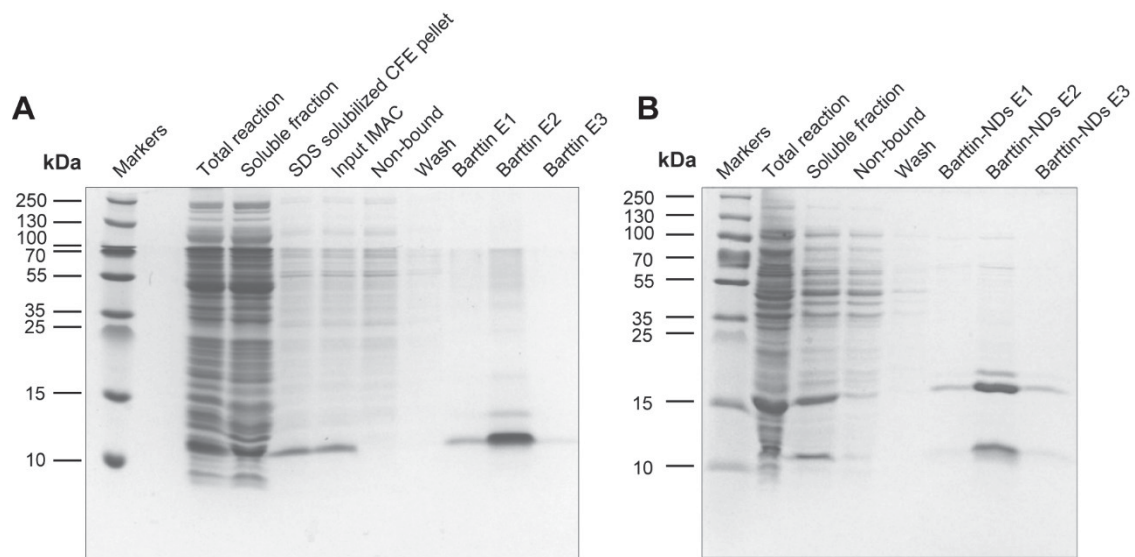 A
kDa
Markers
Total reaction
Soluble fraction
SDS solubilized CFE pellet
Input IMAC
Non-bound
Wash
Barttin E1
Barttin E2
Barttin E3
250
130
100
70
55
35
25
15
10
B
kDa
Markers
Total reaction
Soluble fraction
Non-bound
Wash
Barttin-NDs E1
Barttin-NDs E2
Barttin-NDs E3
250
130
100
70
55
35
25
15
10